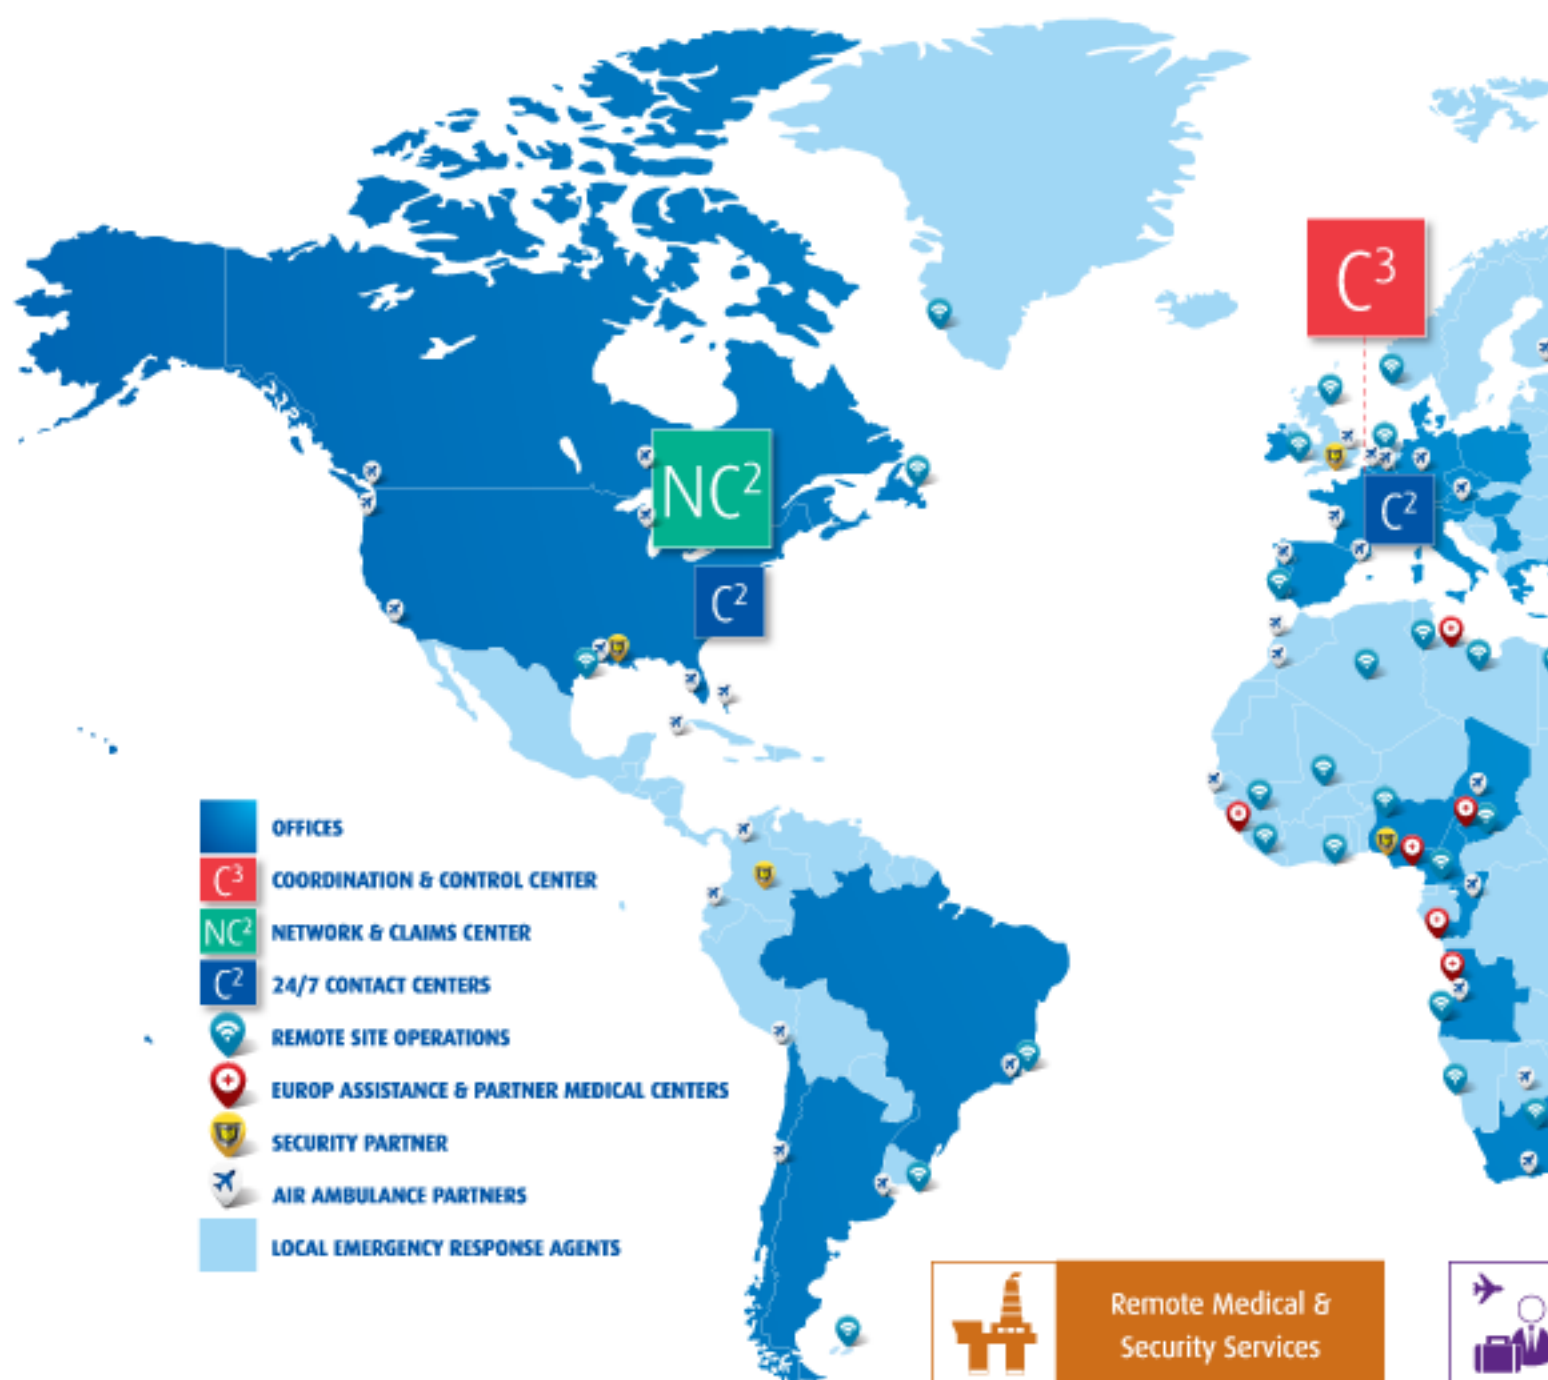 C³
NC²
C²
C²
OFFICES
C³ COORDINATION & CONTROL CENTER
NC² NETWORK & CLAIMS CENTER
C² 24/7 CONTACT CENTERS
REMOTE SITE OPERATIONS
EUROP ASSISTANCE & PARTNER MEDICAL CENTERS
SECURITY PARTNER
AIR AMBULANCE PARTNERS
LOCAL EMERGENCY RESPONSE AGENTS
Remote Medical &
Security Services